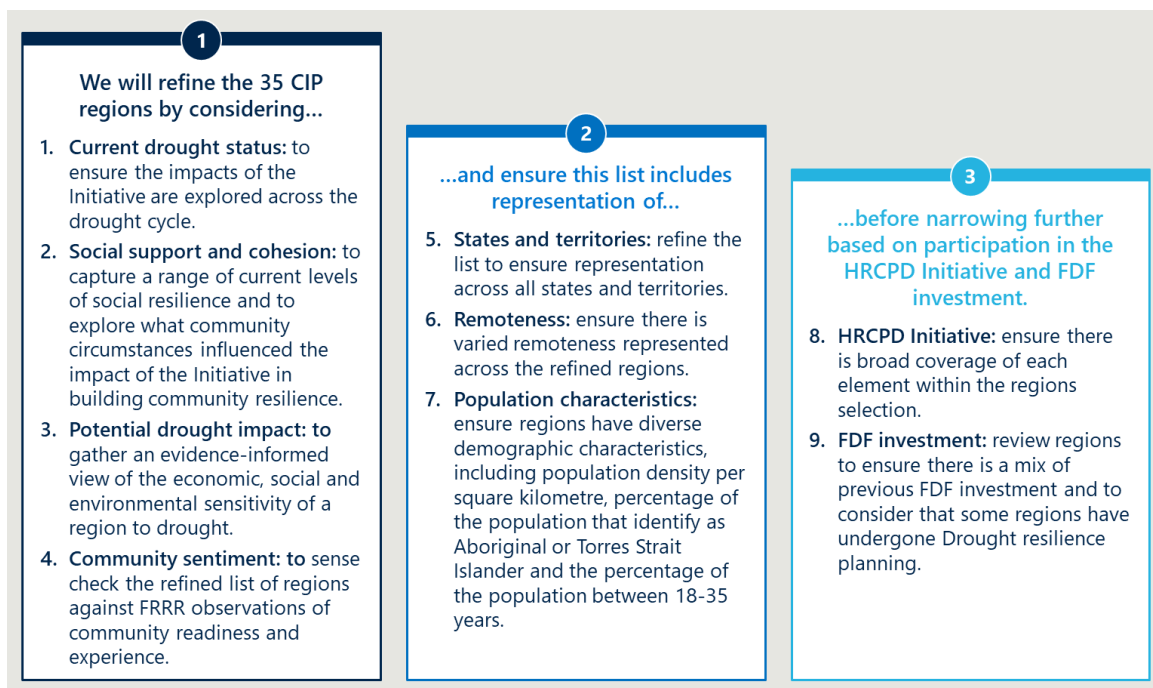 1
We will refine the 35 CIP
regions by considering...
1. Current drought status: to
ensure the impacts of the
Initiative are explored across the
drought cycle.
2. Social support and cohesion: to
capture a range of current levels
of social resilience and to
explore what community
circumstances influenced the
impact of the Initiative in
building community resilience.
3. Potential drought impact: to
gather an evidence-informed
view of the economic, social and
environmental sensitivity of a
region to drought.
4. Community sentiment: to sense
check the refined list of regions
against FRRR observations of
community readiness and
experience.
2
...and ensure this list includes
representation of...
5. States and territories: refine the
list to ensure representation
across all states and territories.
6. Remoteness: ensure there is
varied remoteness represented
across the refined regions.
7. Population characteristics:
ensure regions have diverse
demographic characteristics,
including population density per
square kilometre, percentage of
the population that identify as
Aboriginal or Torres Strait
Islander and the percentage of
the population between 18-35
years.
3
...before narrowing further
based on participation in the
HRCPD Initiative and FDF
investment.
8. HRCPD Initiative: ensure there
is broad coverage of each
element within the regions
selection.
9. FDF investment: review regions
to ensure there is a mix of
previous FDF investment and to
consider that some regions have
undergone Drought resilience
planning.